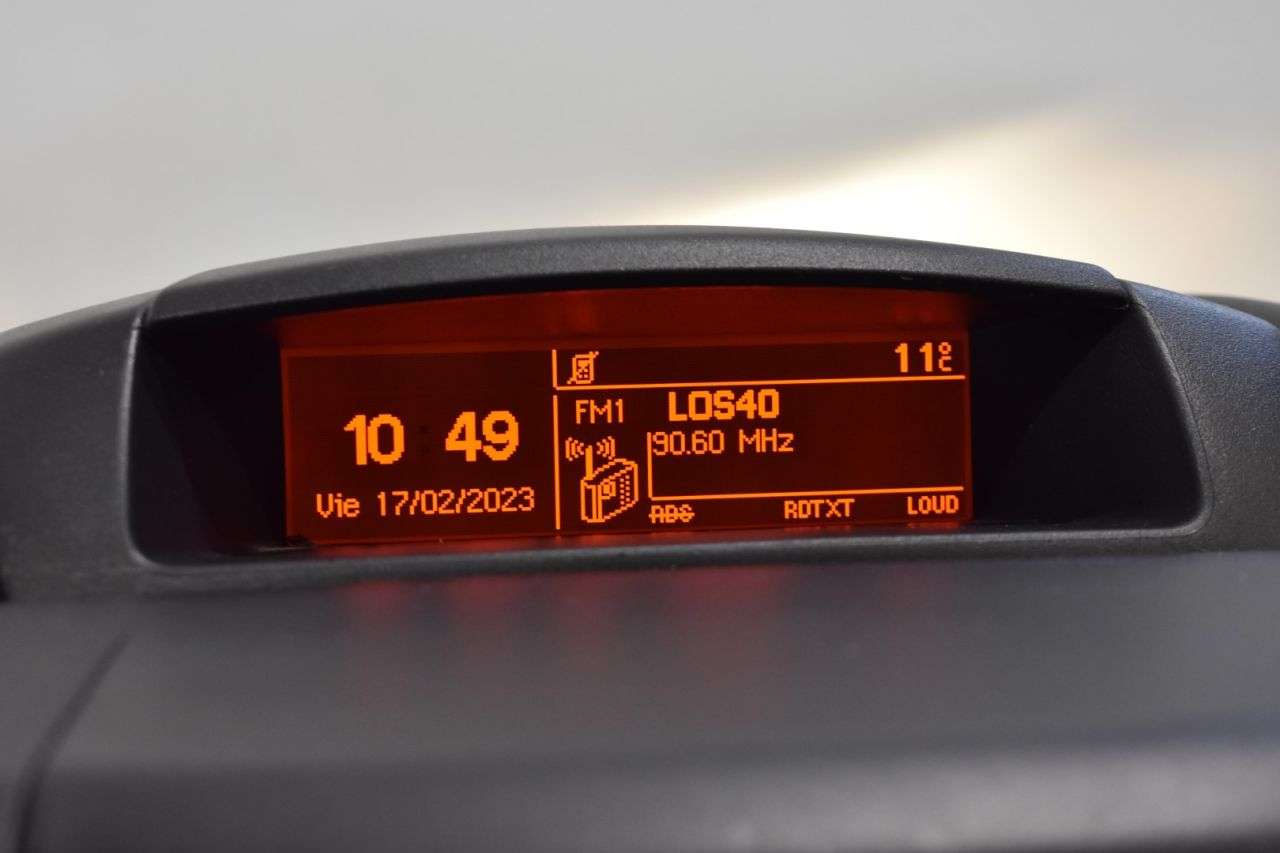 10 49
Vie 17/02/2023
11°C
FM1 LOS40
90.60 MHz
RDS RDTXT LOUD